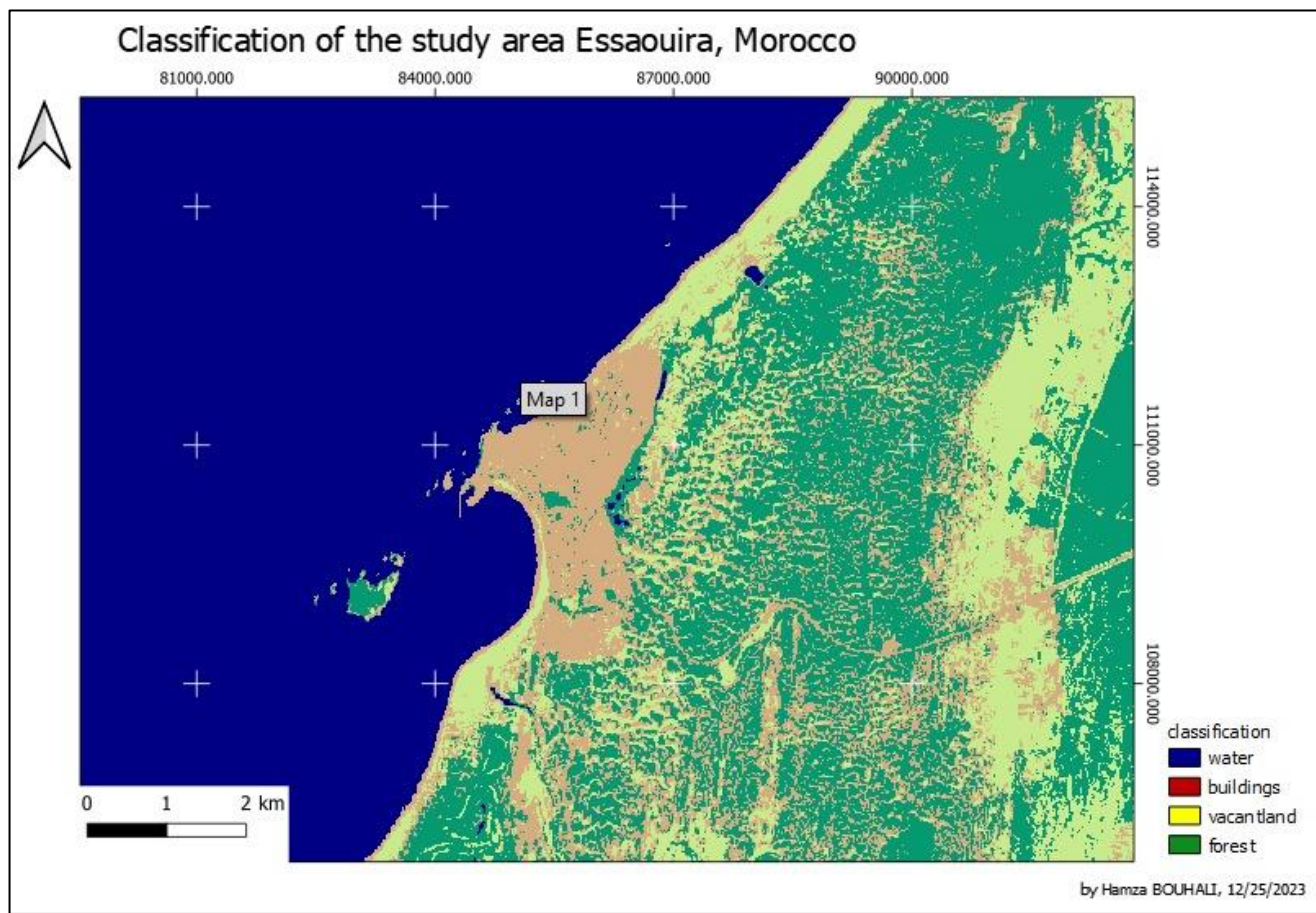 Classification of the study area Essaouira, Morocco
81000.000 84000.000 87000.000 90000.000
114000.000
Map 1
111000.000
108000.000
classification
water
buildings
vacantland
forest
0 1 2 km
by Hamza BOUHALI, 12/25/2023